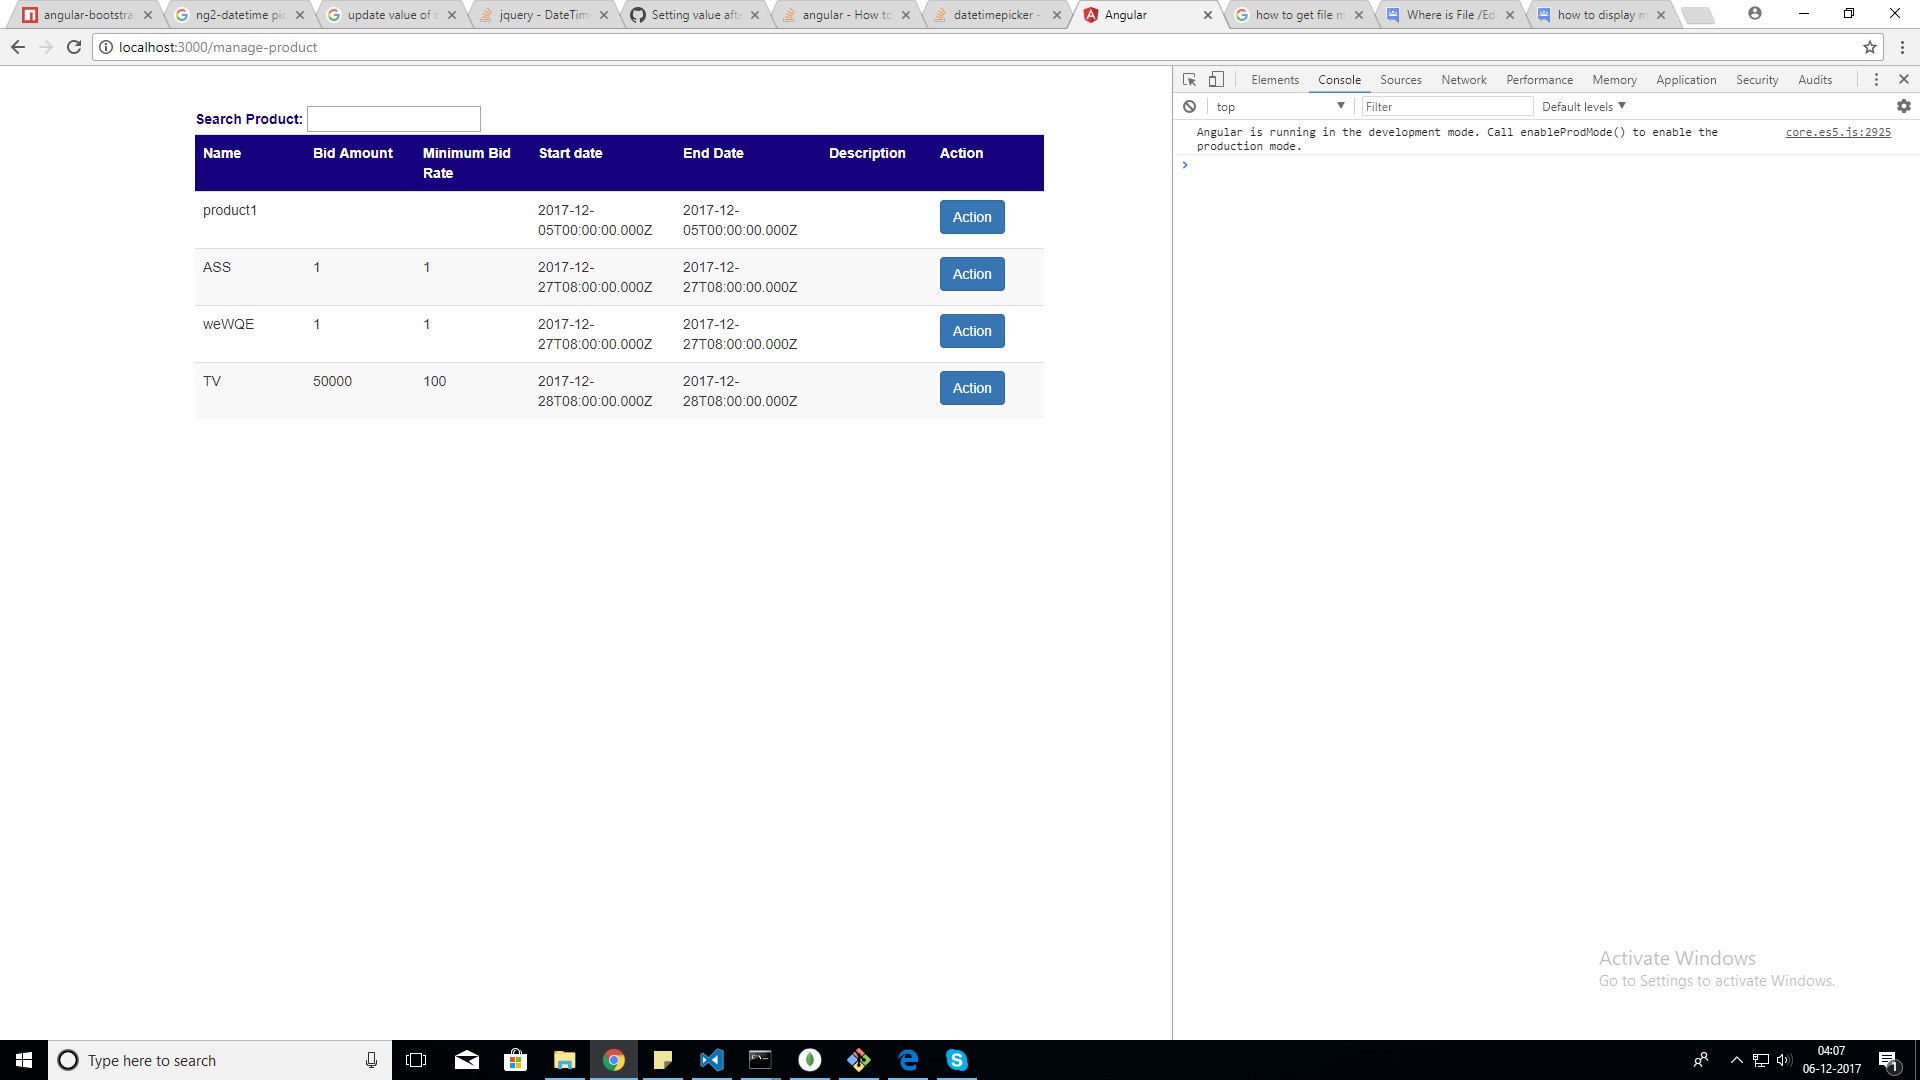 angular-bootstra
ng2-datetime pic
update value of d
jquery - DateTim
Setting value afte
angular - How to
datetimepicker -
Angular
how to get file m
Where is File /Ed
how to display m
localhost:3000/manage-product
Search Product:
Name Bid Amount Minimum Bid Rate Start date End Date Description Action
product1 2017-12-05T00:00:00.000Z 2017-12-05T00:00:00.000Z Action
ASS 1 1 2017-12-27T08:00:00.000Z 2017-12-27T08:00:00.000Z Action
weWQE 1 1 2017-12-27T08:00:00.000Z 2017-12-27T08:00:00.000Z Action
TV 50000 100 2017-12-28T08:00:00.000Z 2017-12-28T08:00:00.000Z Action
Elements Console Sources Network Performance Memory Application Security Audits
top Filter Default levels
Angular is running in the development mode. Call enableProdMode() to enable the core.es5.js:2925
production mode.
Activate Windows
Go to Settings to activate Windows.
Type here to search
04:07
06-12-2017
1